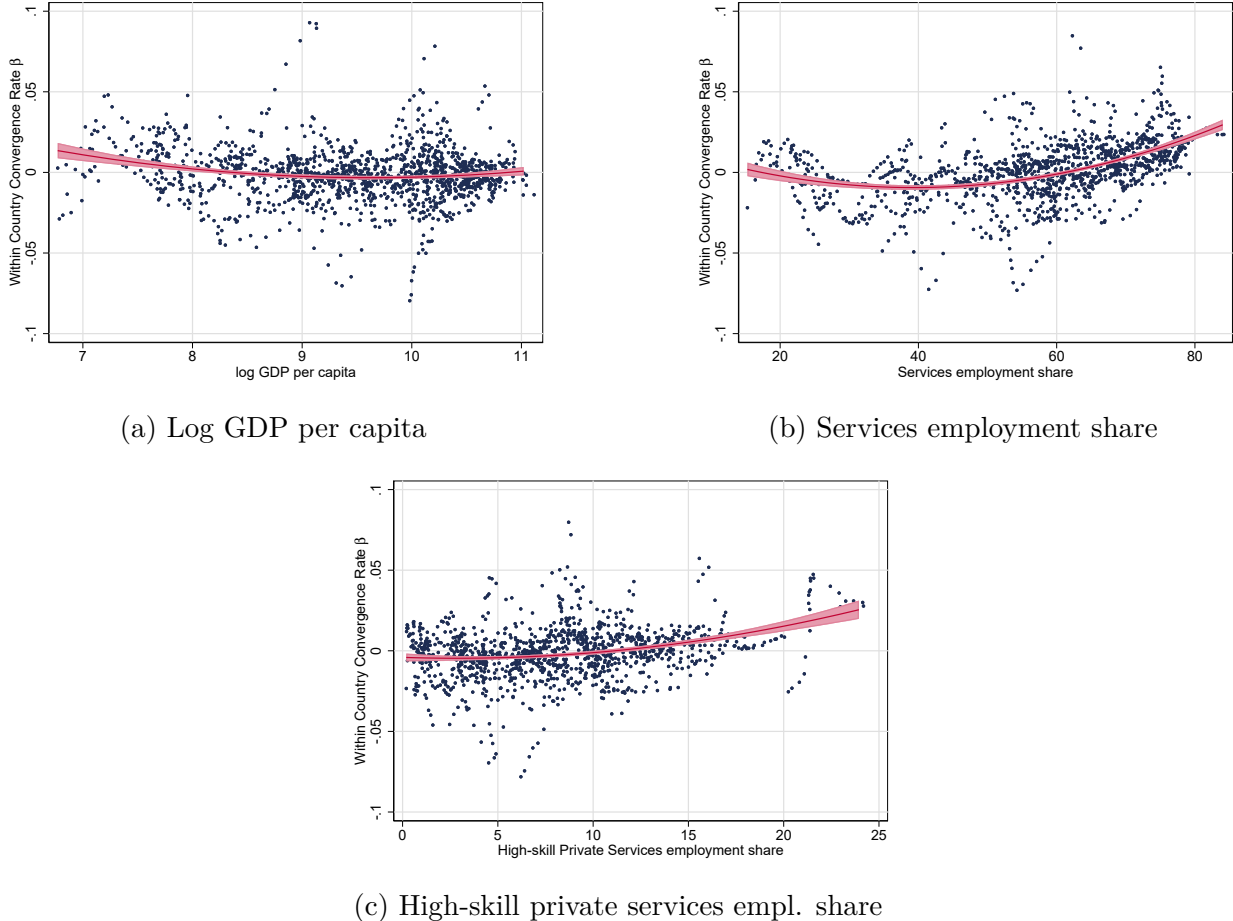 Within Country Convergence Rate β
.1
.05
0
-.05
-.1
7 8 9 10 11
log GDP per capita
(a) Log GDP per capita
Within Country Convergence Rate β
.1
.05
0
-.05
-.1
20 40 60 80
Services employment share
(b) Services employment share
Within Country Convergence Rate β
.1
.05
0
-.05
-.1
0 5 10 15 20 25
High-skill Private Services employment share
(c) High-skill private services empl. share